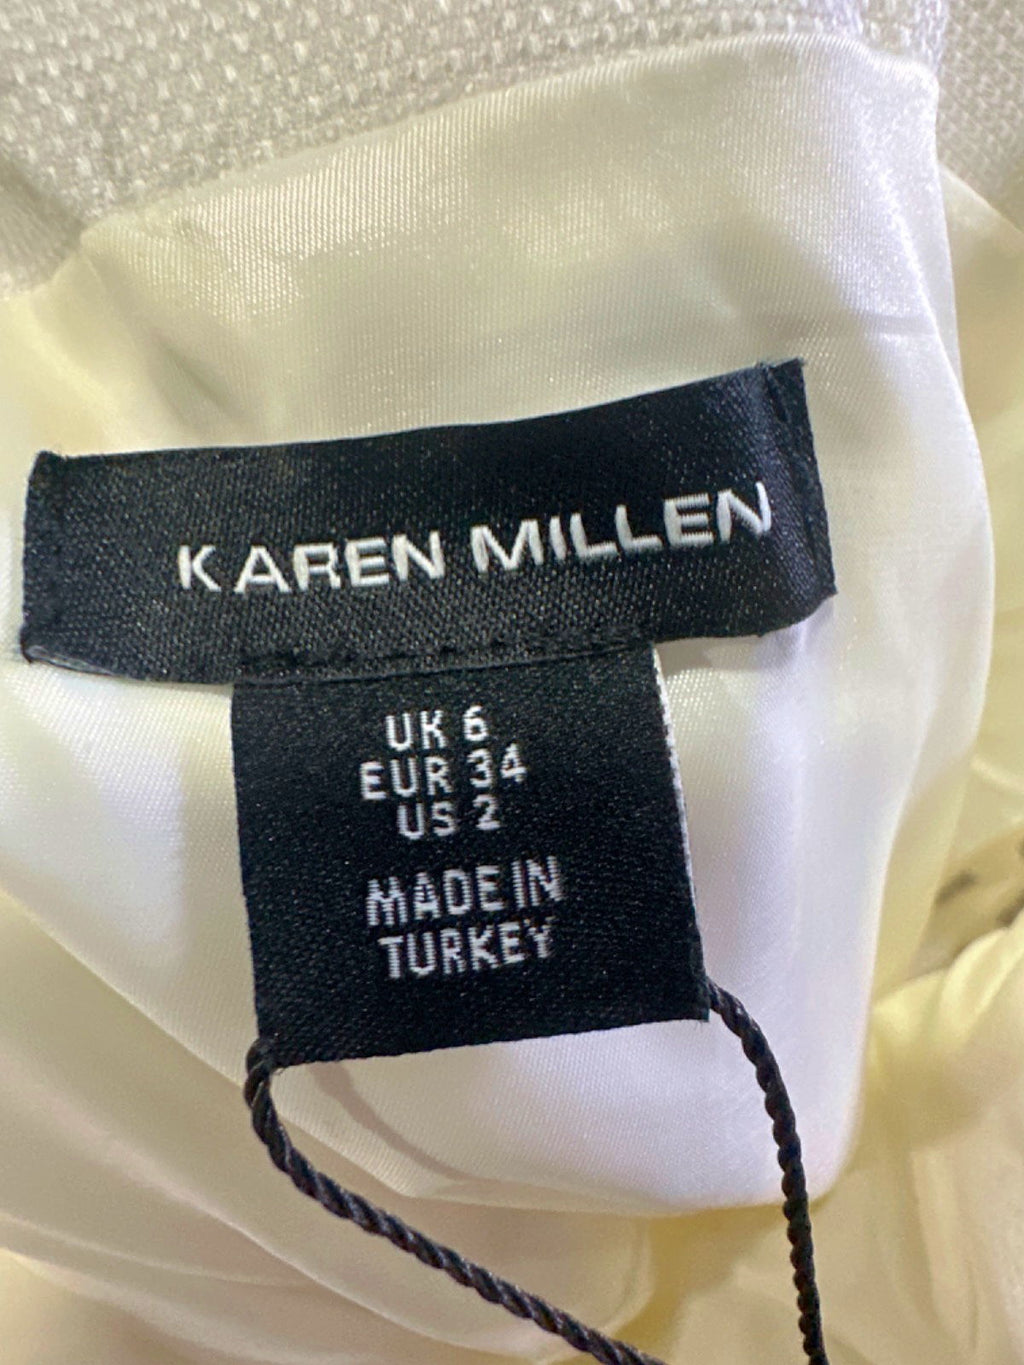 KAREN MILLEN
UK 6
EUR 34
US 2
MADE IN
TURKEY